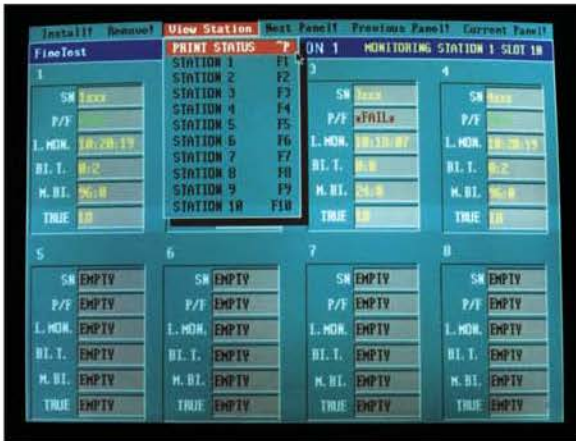 Install! Remove! View Station Next Panel! Previous Panel! Current Panel!
FineTest ON 1 MONITORING STATION 1 SLOT 10
PRINT STATUS ^P
STATION 1 F1
STATION 2 F2
STATION 3 F3
STATION 4 F4
STATION 5 F5
STATION 6 F6
STATION 7 F7
STATION 8 F8
STATION 9 F9
STATION 10 F10
1 3 4
SN 1xxx SN 3xxx SN 4xxx
P/F P/F *FAIL* P/F
L.MON. 10:20:19 L.MON. 10:18:07 L.MON. 10:20:19
BI.T. 0:2 BI.T. 0:0 BI.T. 0:2
M.BI. 96:0 M.BI. 24:0 M.BI. 96:0
TRUE TRUE TRUE
5 6 7 8
SN EMPTY SN EMPTY SN EMPTY SN EMPTY
P/F EMPTY P/F EMPTY P/F EMPTY P/F EMPTY
L.MON. EMPTY L.MON. EMPTY L.MON. EMPTY L.MON. EMPTY
BI.T. EMPTY BI.T. EMPTY BI.T. EMPTY BI.T. EMPTY
M.BI. EMPTY M.BI. EMPTY M.BI. EMPTY M.BI. EMPTY
TRUE EMPTY TRUE EMPTY TRUE EMPTY TRUE EMPTY